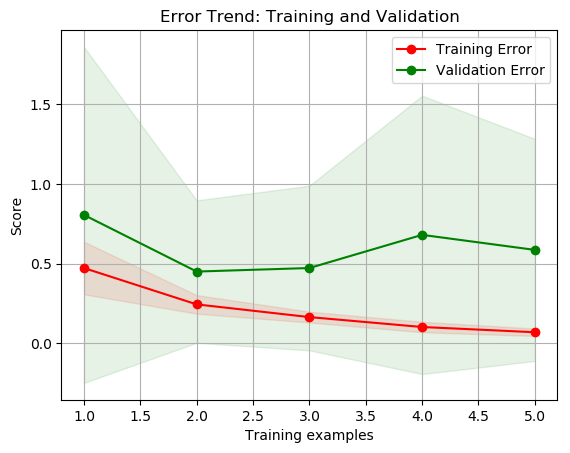 Error Trend: Training and Validation
Training Error
Validation Error
Score
1.5
1.0
0.5
0.0
1.0 1.5 2.0 2.5 3.0 3.5 4.0 4.5 5.0
Training examples